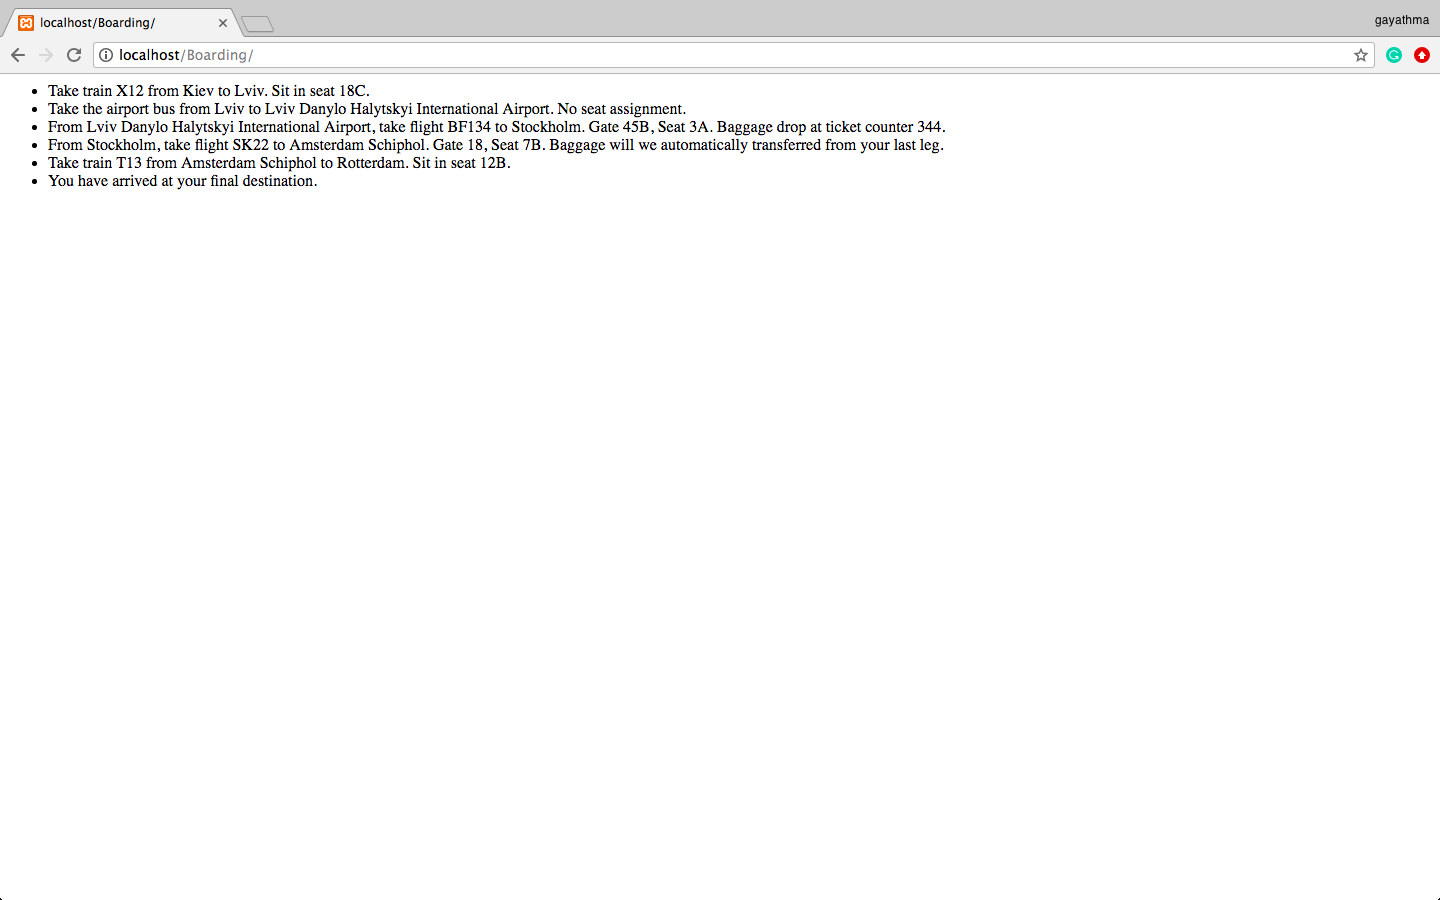 localhost/Boarding/
gayathma
localhost/Boarding/
Take train X12 from Kiev to Lviv. Sit in seat 18C.
Take the airport bus from Lviv to Lviv Danylo Halytskyi International Airport. No seat assignment.
From Lviv Danylo Halytskyi International Airport, take flight BF134 to Stockholm. Gate 45B, Seat 3A. Baggage drop at ticket counter 344.
From Stockholm, take flight SK22 to Amsterdam Schiphol. Gate 18, Seat 7B. Baggage will we automatically transferred from your last leg.
Take train T13 from Amsterdam Schiphol to Rotterdam. Sit in seat 12B.
You have arrived at your final destination.